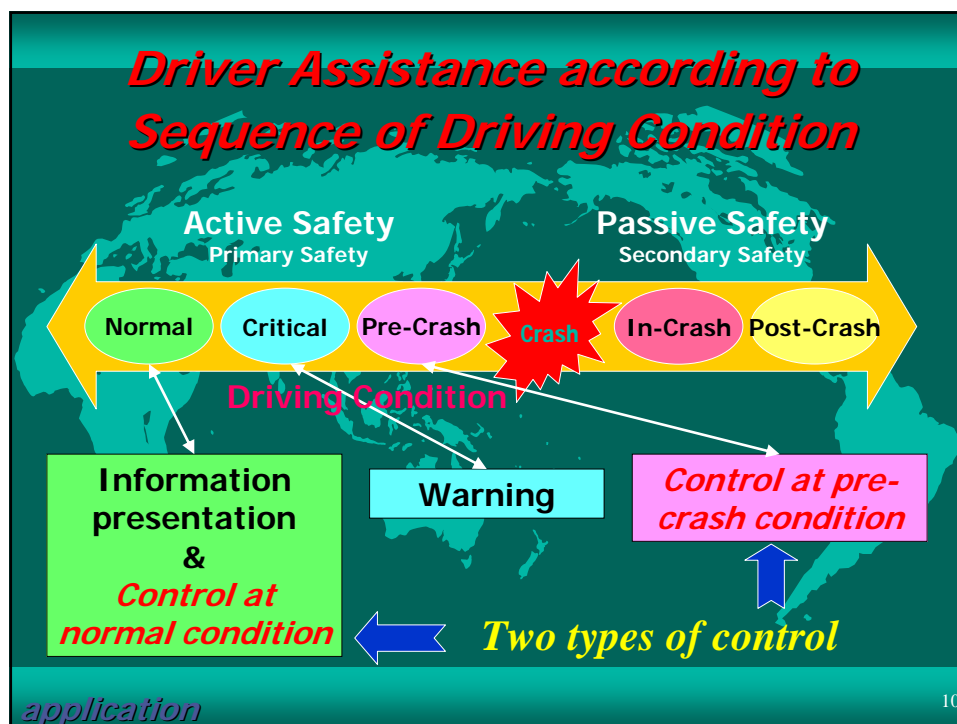 Driver Assistance according to
Sequence of Driving Condition
Active Safety
Primary Safety
Passive Safety
Secondary Safety
Normal
Critical
Pre-Crash
Crash
In-Crash
Post-Crash
Driving Condition
Information
presentation
&
Control at
normal condition
Warning
Control at pre-
crash condition
Two types of control
application
10